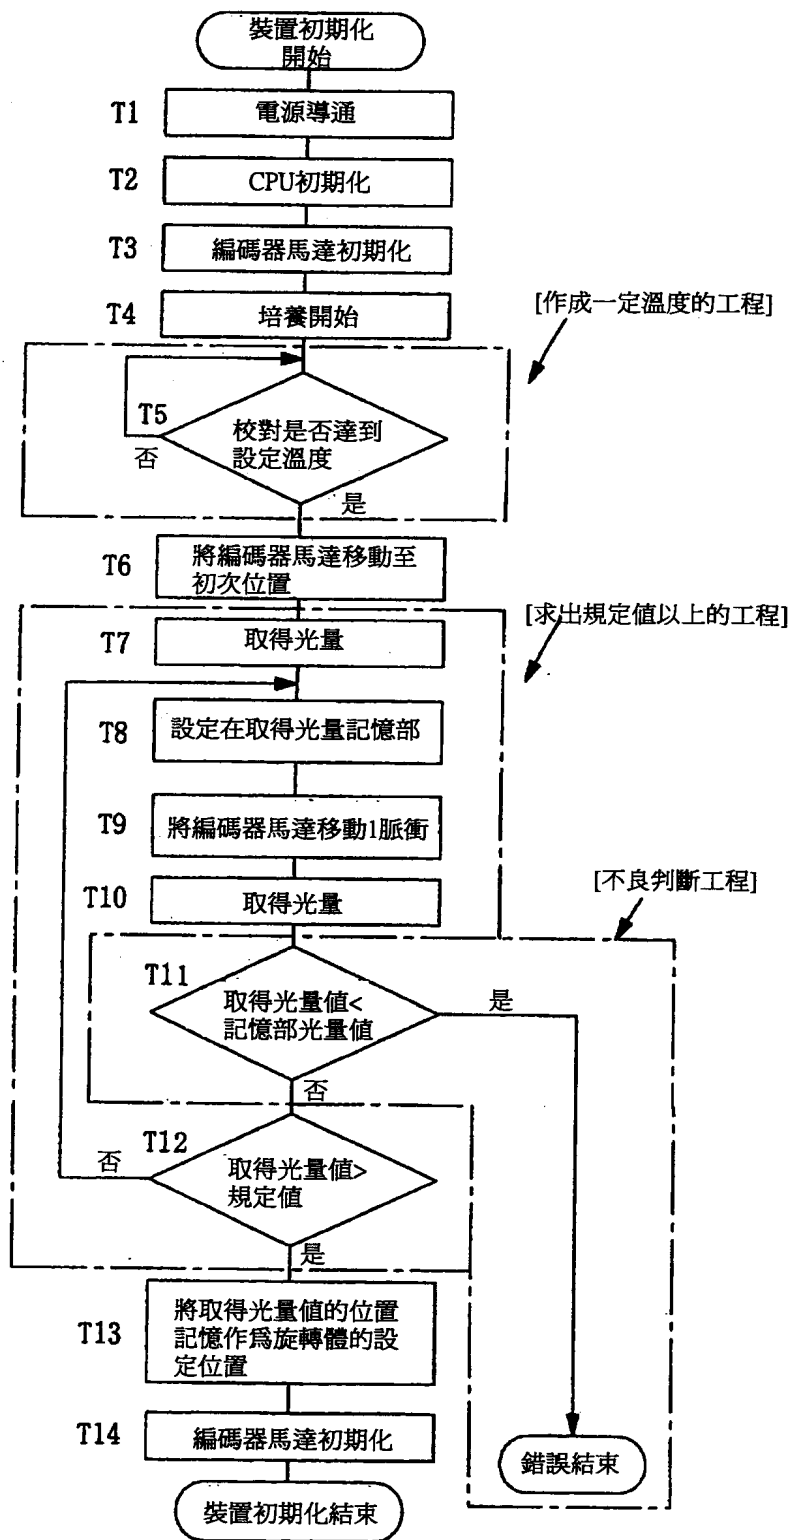 裝置初期化
開始
T1
電源導通
T2
CPU初期化
T3
編碼器馬達初期化
T4
培養開始
[作成一定溫度的工程]
T5
校對是否達到
設定溫度
否
是
T6
將編碼器馬達移動至
初次位置
[求出規定值以上的工程]
T7
取得光量
T8
設定在取得光量記憶部
T9
將編碼器馬達移動1脈衝
T10
取得光量
[不良判斷工程]
T11
取得光量值<
記憶部光量值
是
否
T12
取得光量值>
規定值
否
是
T13
將取得光量值的位置
記憶作爲旋轉體的設
定位置
T14
編碼器馬達初期化
錯誤結束
裝置初期化結束